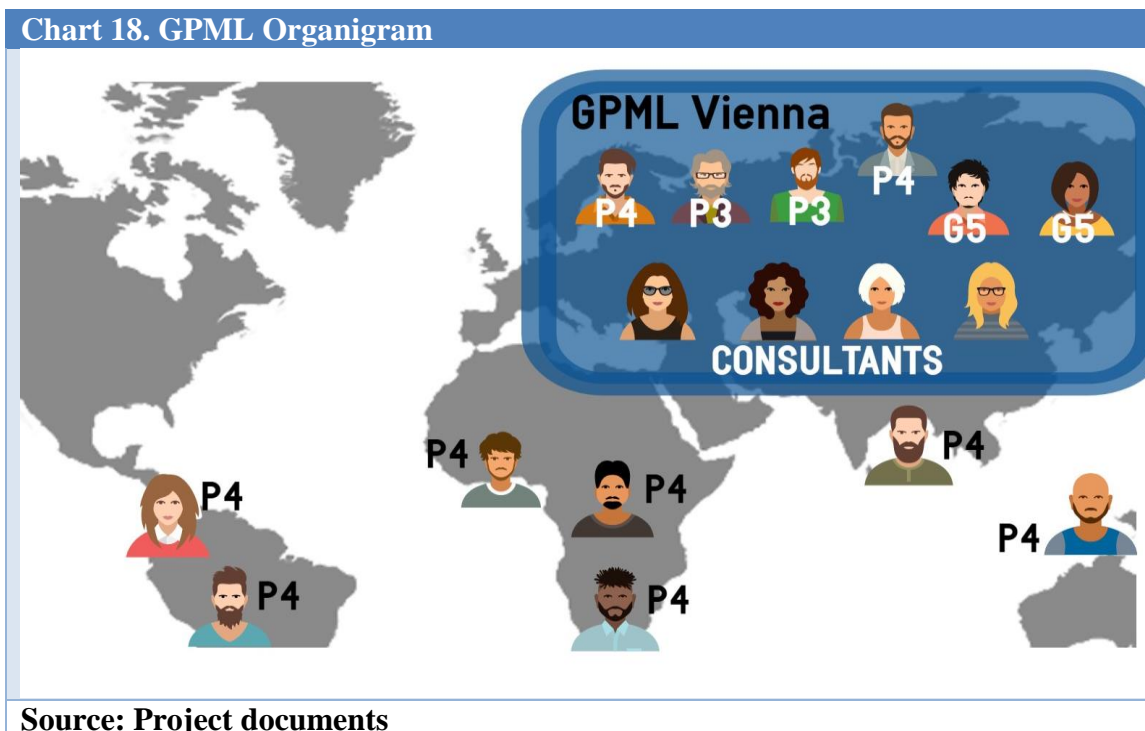 Chart 18. GPML Organigram
GPML Vienna
P4
P4
P3
P3
G5
G5
CONSULTANTS
P4
P4
P4
P4
P4
P4
P4
Source: Project documents